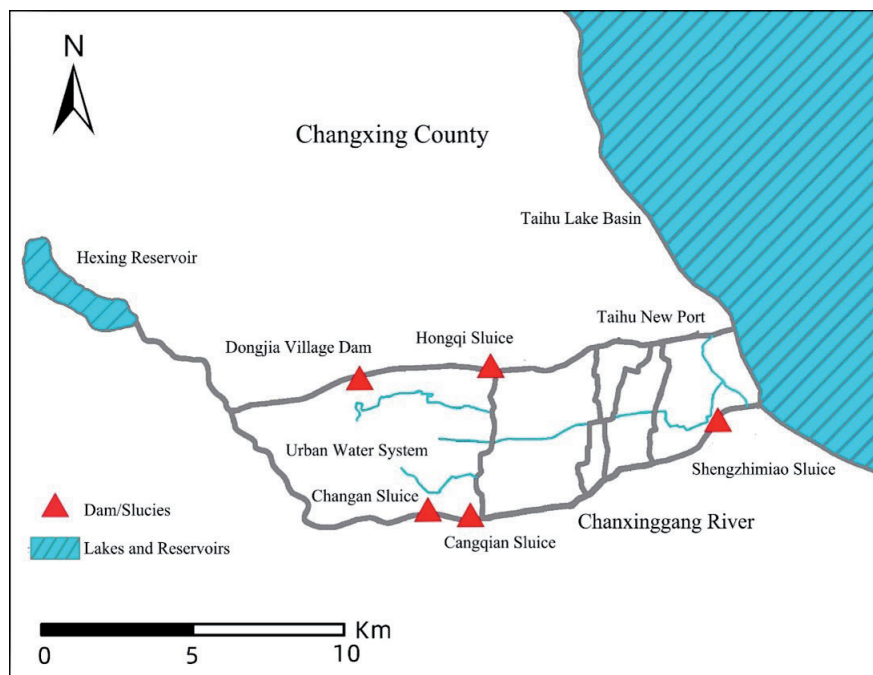 N
Changxing County
Taihu Lake Basin
Hexing Reservoir
Taihu New Port
Hongqi Sluice
Dongjia Village Dam
Urban Water System
Shengzhimiao Sluice
Changan Sluice
Dam/Slucies
Chanxinggang River
Cangqian Sluice
Lakes and Reservoirs
Km
0 5 10